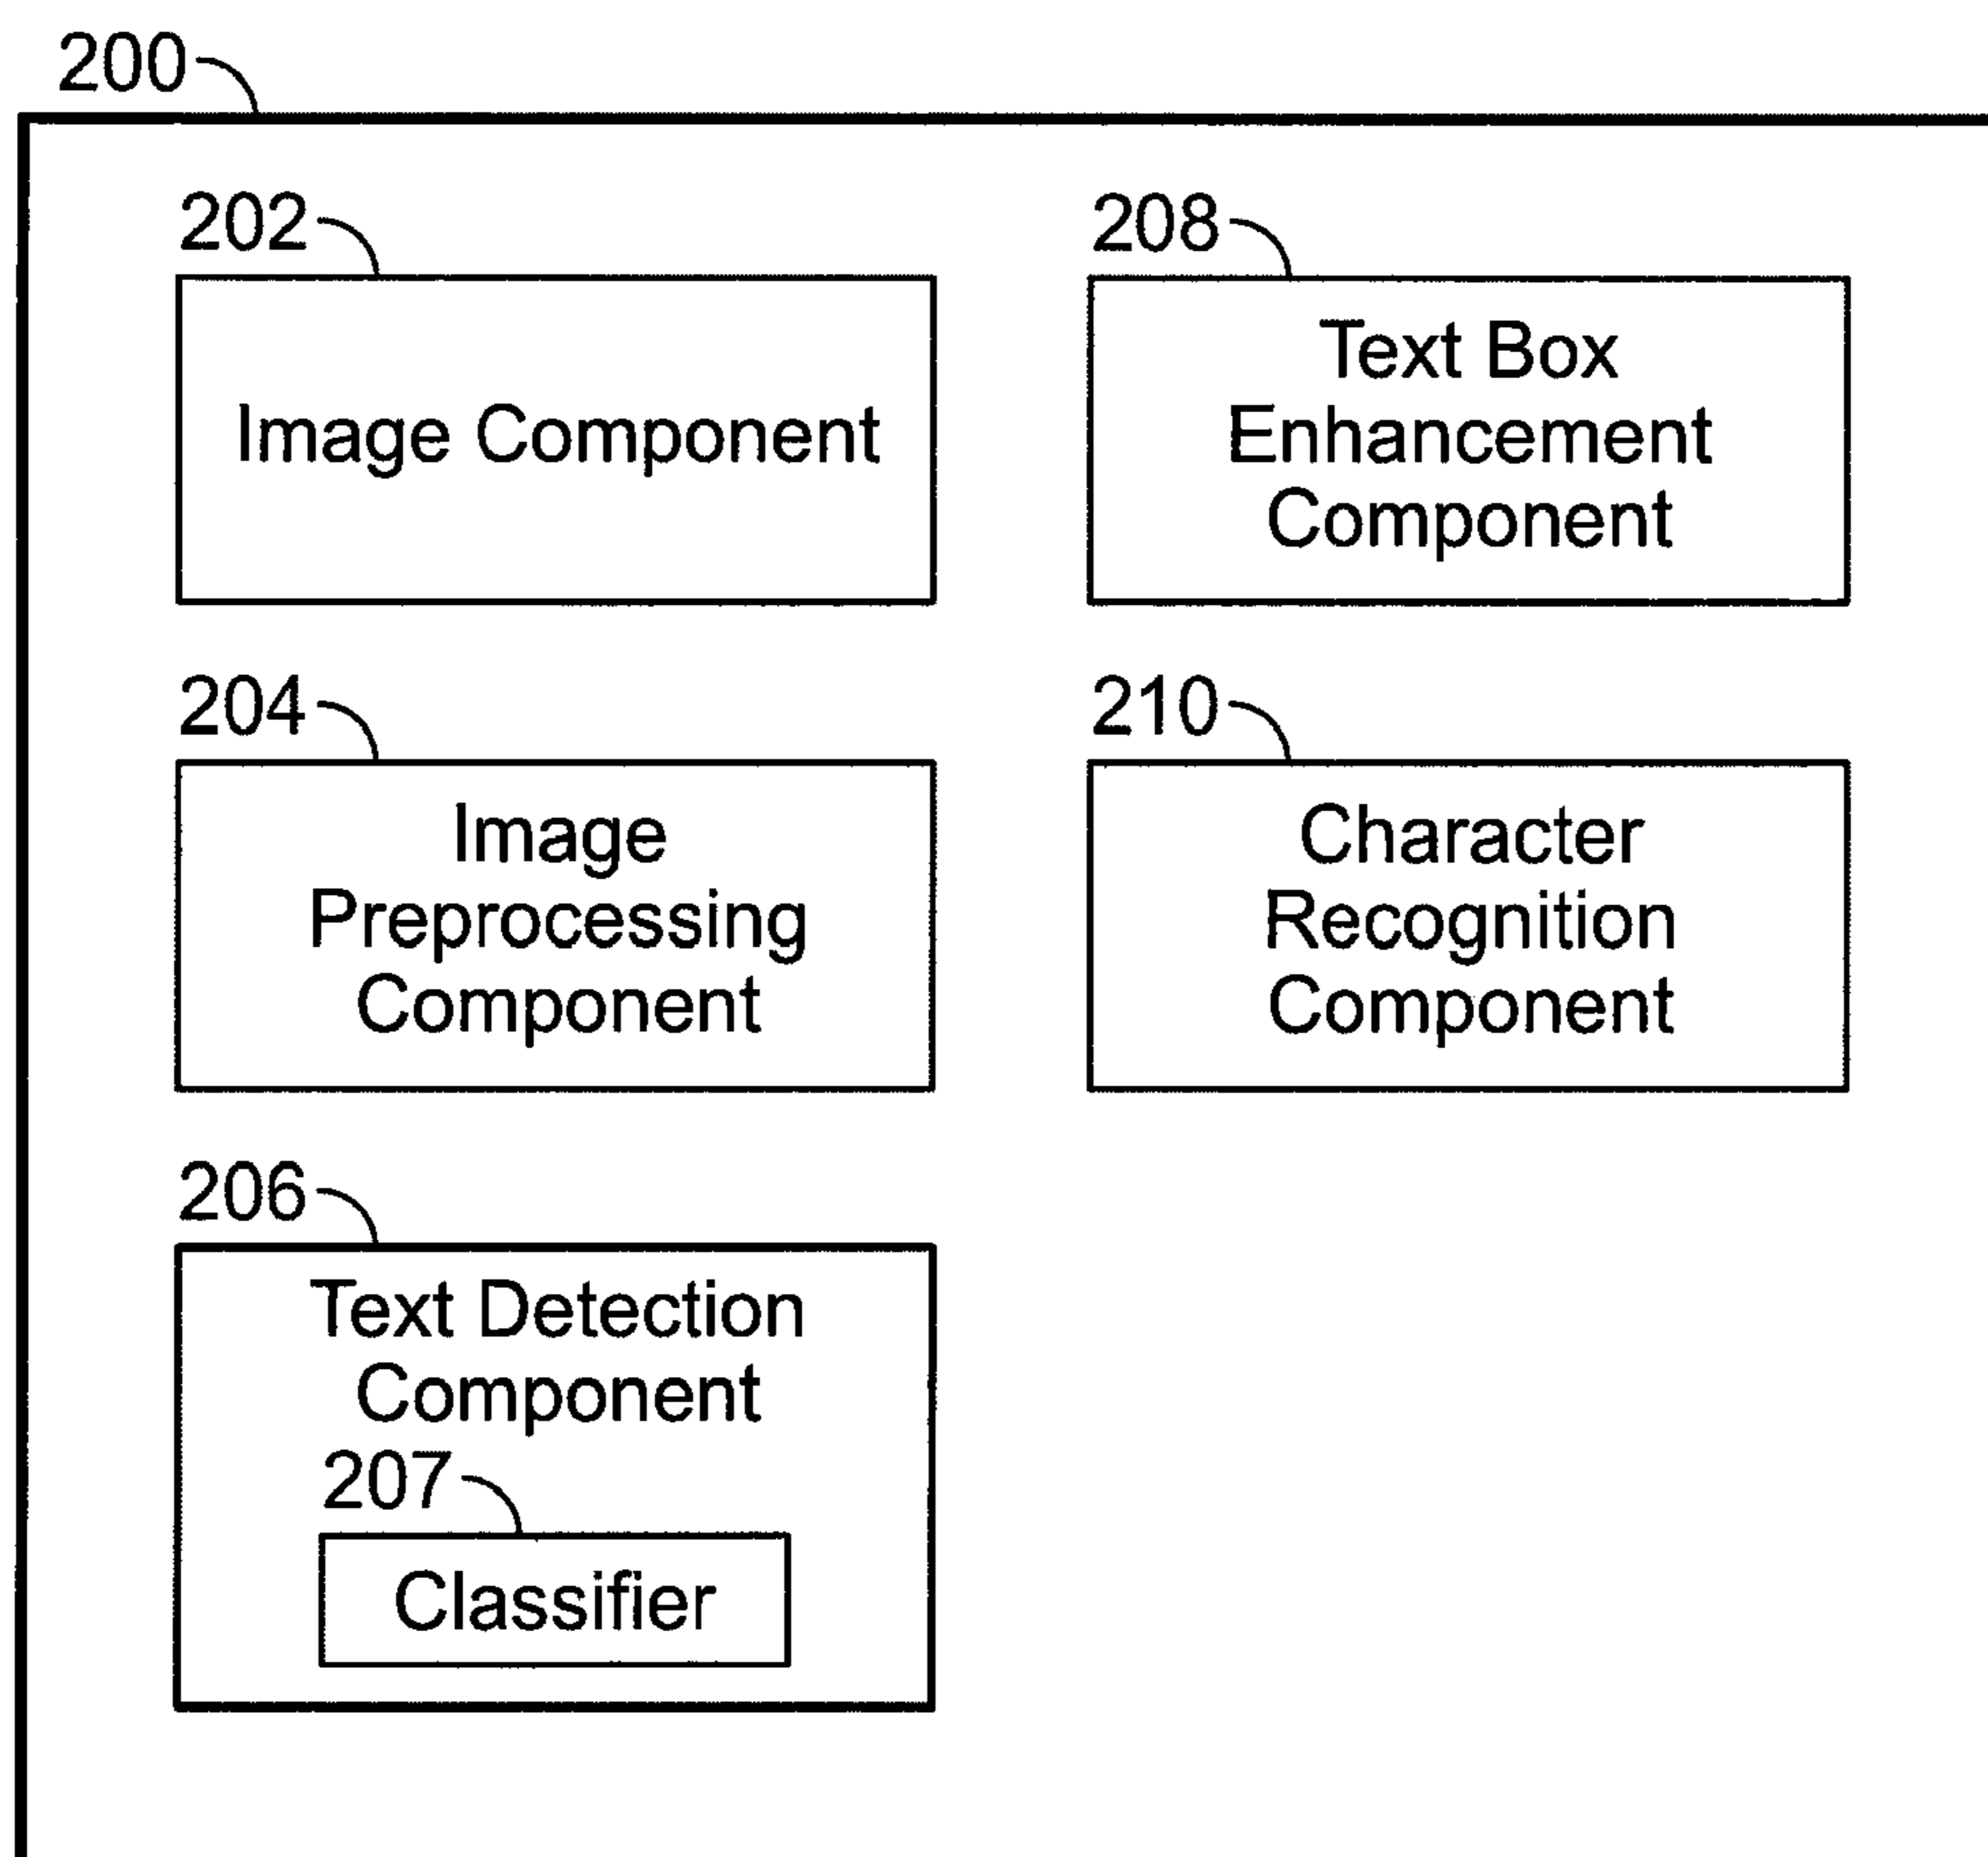 200
202
Image Component
204
Image
Preprocessing
Component
206
Text Detection
Component
207
Classifier
208
Text Box
Enhancement
Component
210
Character
Recognition
Component